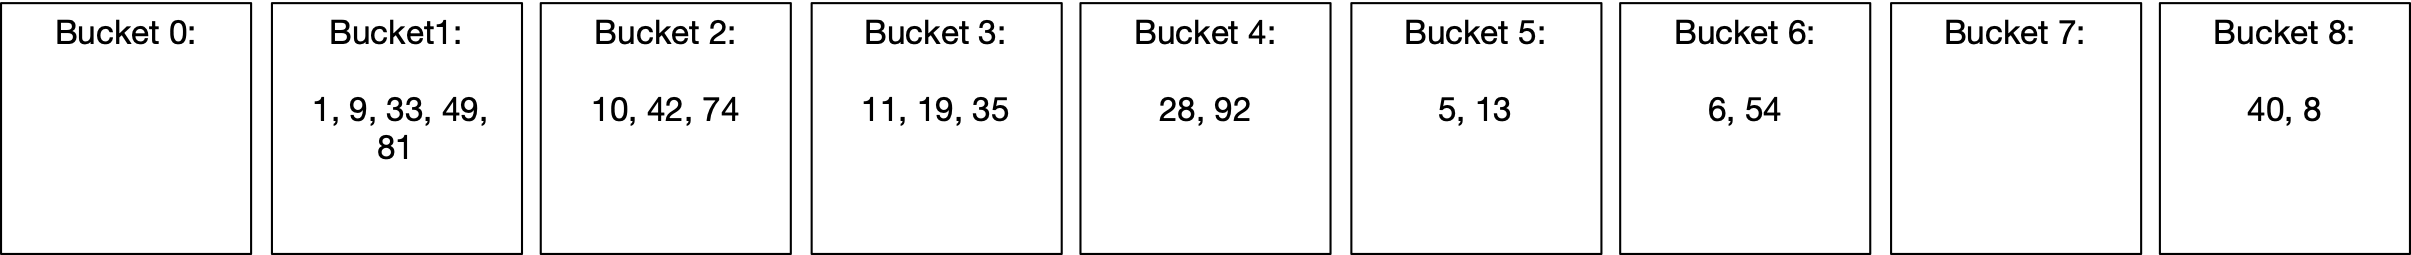 Bucket 0:
Bucket1:
1, 9, 33, 49,
81
Bucket 2:
10, 42, 74
Bucket 3:
11, 19, 35
Bucket 4:
28, 92
Bucket 5:
5, 13
Bucket 6:
6, 54
Bucket 7:
Bucket 8:
40, 8